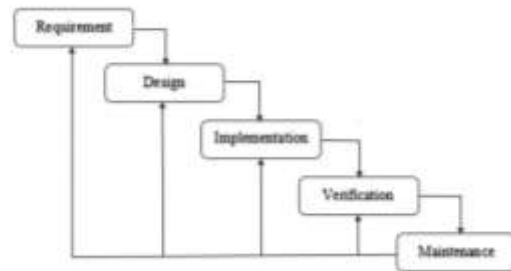 Requirement
Design
Implementation
Verification
Maintenance